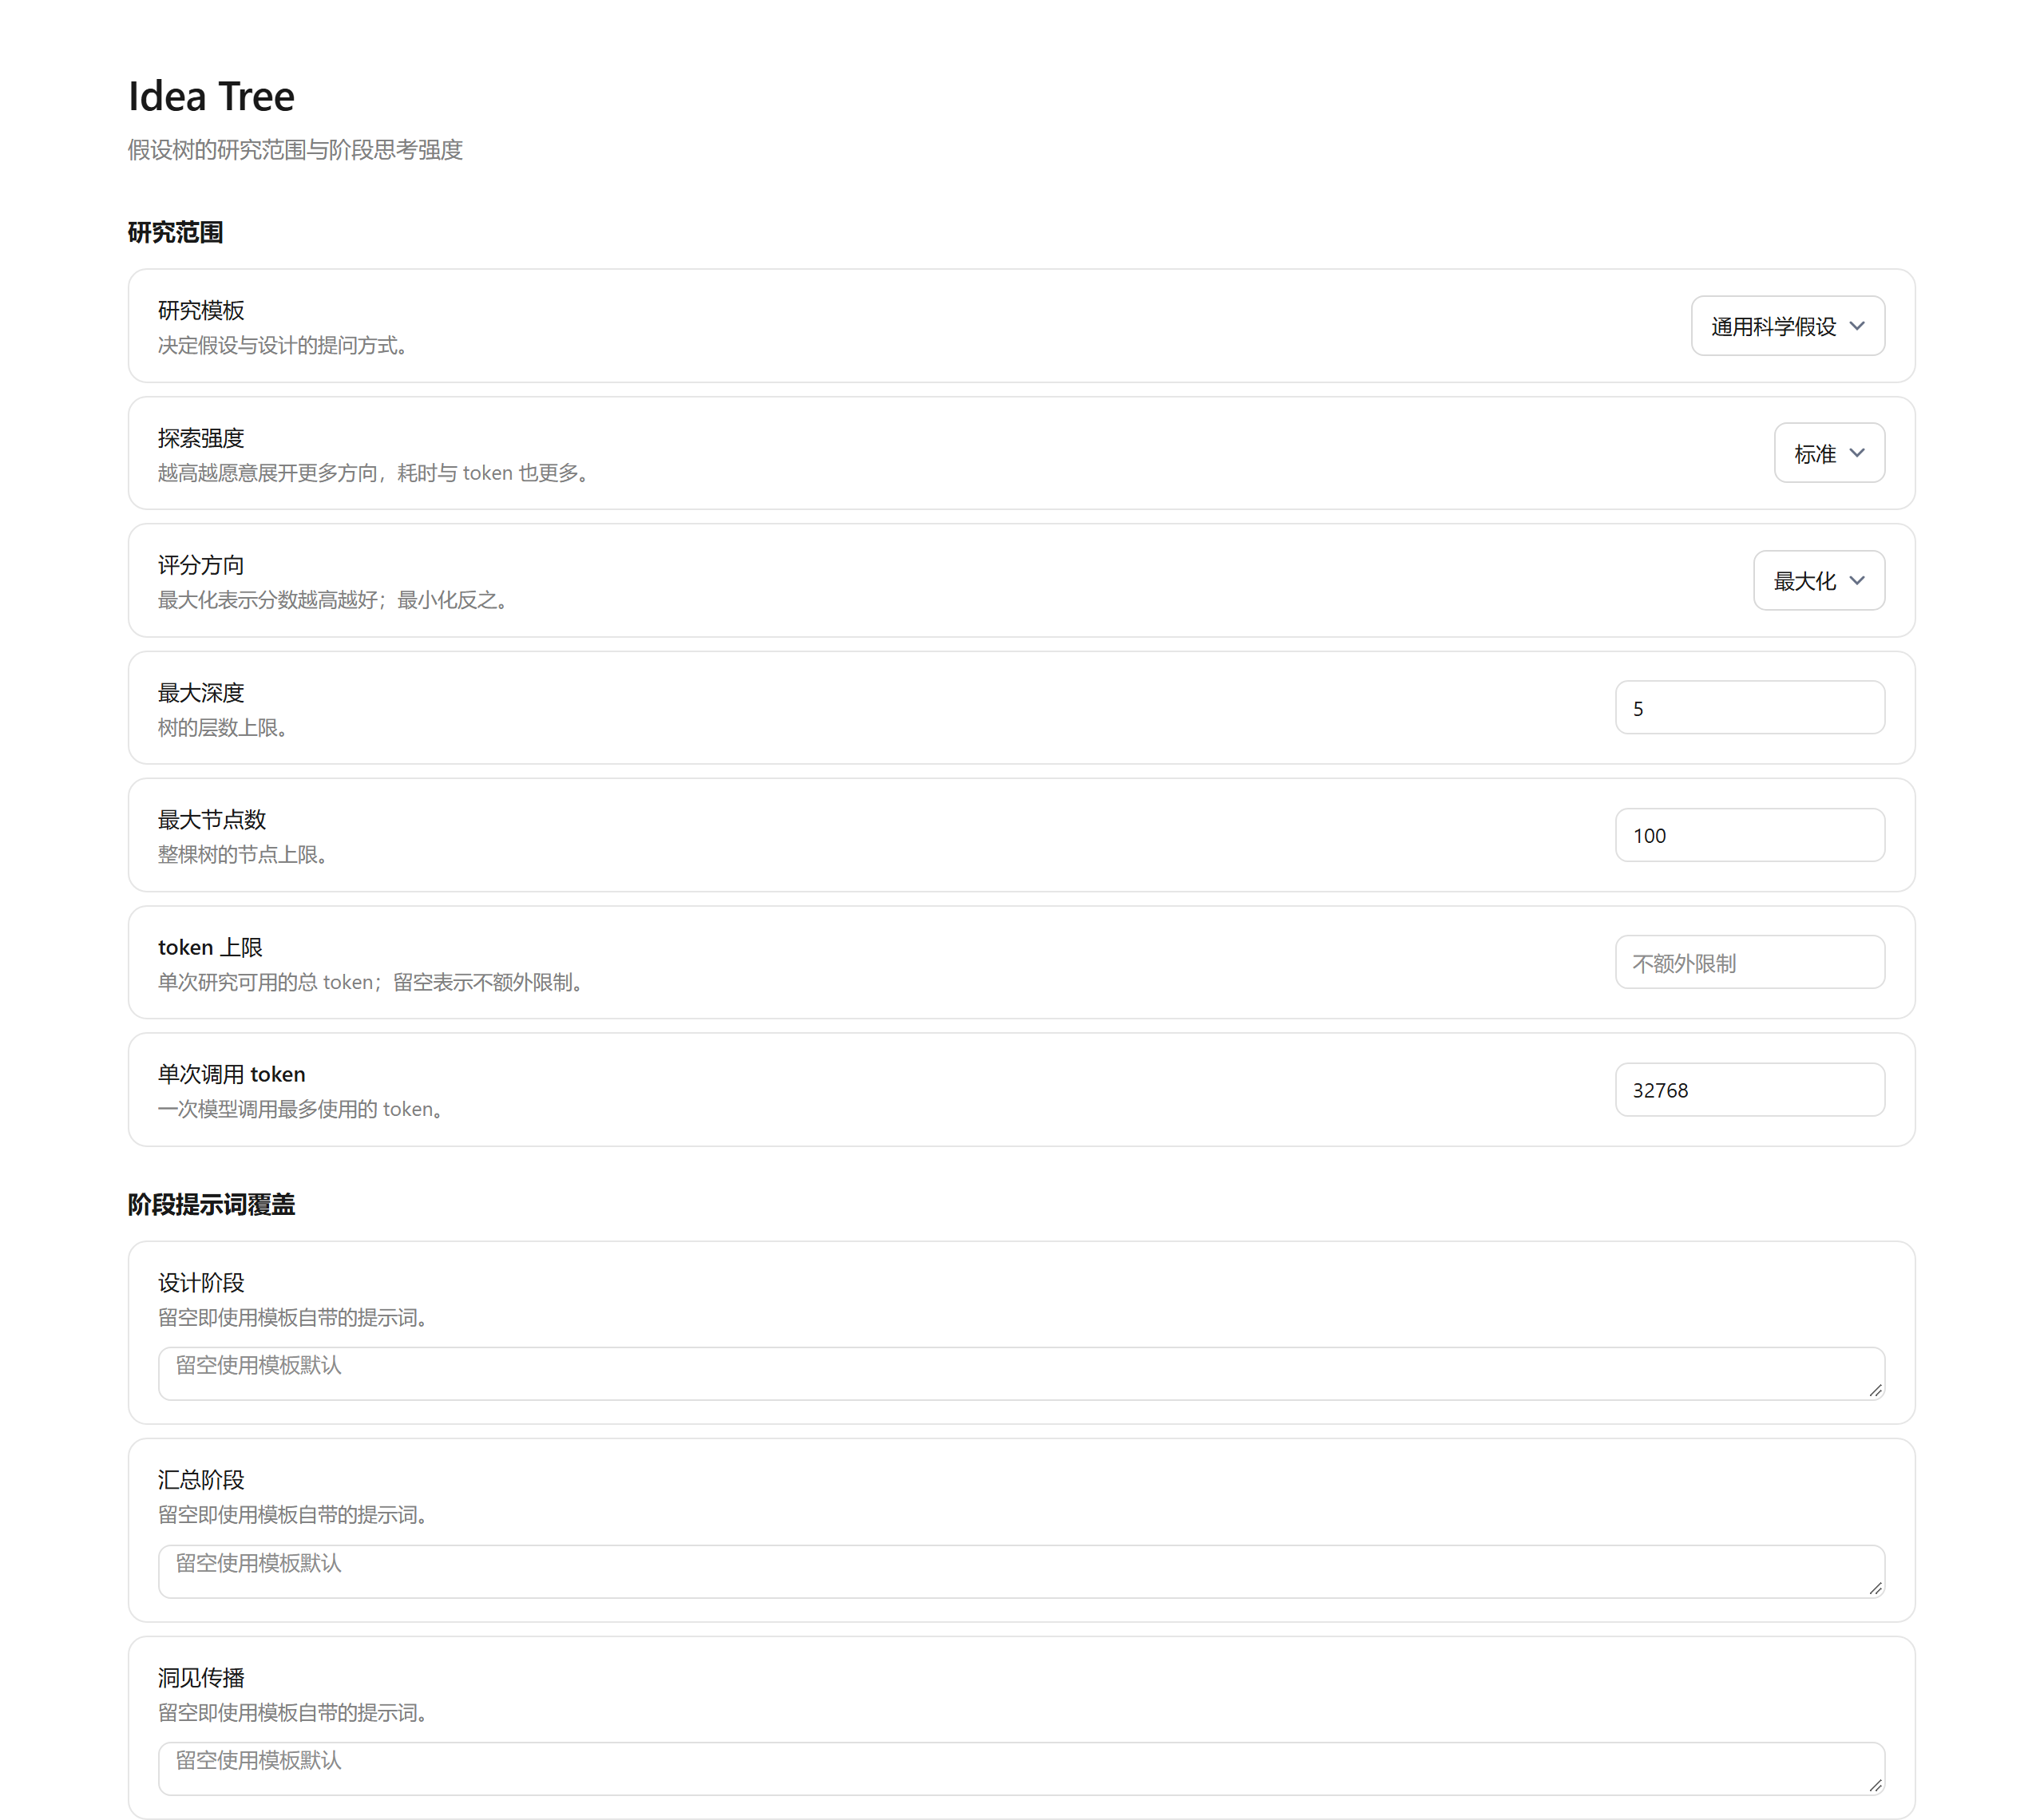 Idea Tree
假设树的研究范围与阶段思考强度
研究范围
研究模板
决定假设与设计的提问方式。
通用科学假设
探索强度
越高越愿意展开更多方向，耗时与 token 也更多。
标准
评分方向
最大化表示分数越高越好；最小化反之。
最大化
最大深度
树的层数上限。
5
最大节点数
整棵树的节点上限。
100
token 上限
单次研究可用的总 token；留空表示不额外限制。
不额外限制
单次调用 token
一次模型调用最多使用的 token。
32768
阶段提示词覆盖
设计阶段
留空即使用模板自带的提示词。
留空使用模板默认
汇总阶段
留空即使用模板自带的提示词。
留空使用模板默认
洞见传播
留空即使用模板自带的提示词。
留空使用模板默认